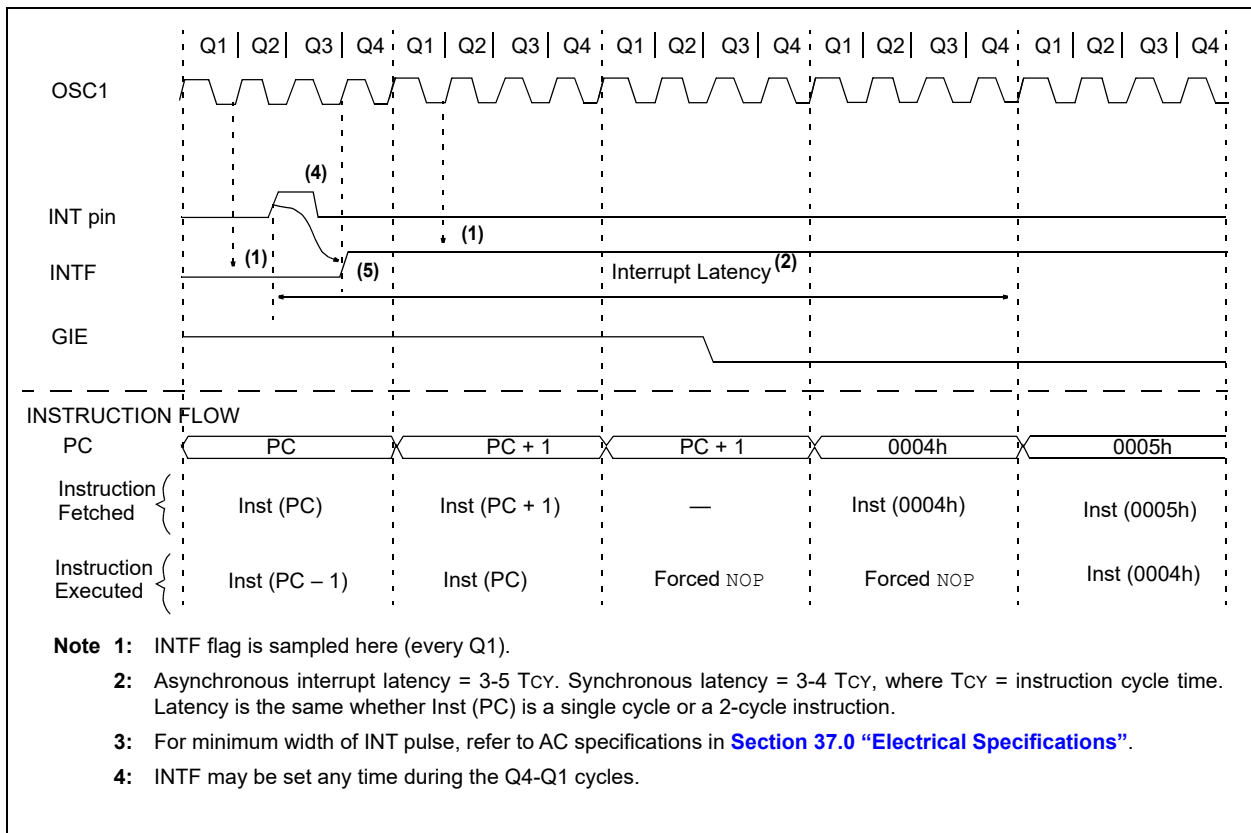 Q1 Q2 Q3 Q4 Q1 Q2 Q3 Q4 Q1 Q2 Q3 Q4 Q1 Q2 Q3 Q4 Q1 Q2 Q3 Q4
OSC1
(4)
INT pin
(1)
(1)
INTF
(5)
Interrupt Latency (2)
GIE
INSTRUCTION FLOW
PC PC PC + 1 PC + 1 0004h 0005h
Instruction
Fetched
Inst (PC) Inst (PC + 1) — Inst (0004h) Inst (0005h)
Instruction
Executed
Inst (PC – 1) Inst (PC) Forced NOP Forced NOP Inst (0004h)
Note 1: INTF flag is sampled here (every Q1).
2: Asynchronous interrupt latency = 3-5 TCY. Synchronous latency = 3-4 TCY, where TCY = instruction cycle time.
Latency is the same whether Inst (PC) is a single cycle or a 2-cycle instruction.
3: For minimum width of INT pulse, refer to AC specifications in Section 37.0 “Electrical Specifications”.
4: INTF may be set any time during the Q4-Q1 cycles.